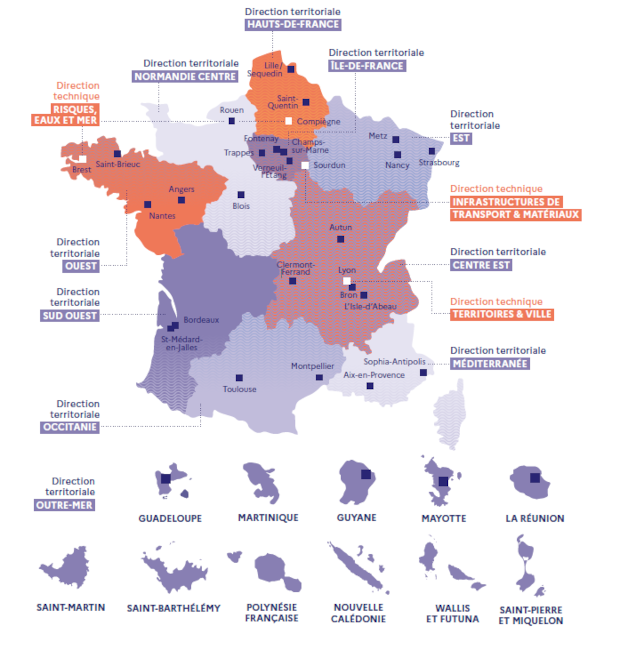 Direction territoriale
HAUTS-DE-FRANCE
Direction territoriale
NORMANDIE CENTRE
Direction territoriale
ÎLE-DE-FRANCE
Direction
technique
RISQUES,
EAUX ET MER
Direction
territoriale
EST
Direction technique
INFRASTRUCTURES DE
TRANSPORT & MATÉRIAUX
Direction
territoriale
OUEST
Direction territoriale
CENTRE EST
Direction
territoriale
SUD OUEST
Direction technique
TERRITOIRES & VILLE
Direction territoriale
MÉDITERRANÉE
Direction
territoriale
OCCITANIE
Lille/
Sequedin
Saint-
Quentin
Rouen
Compiègne
Fontenay
Trappes
Champs-
sur-Marne
Verneuil-
l'Étang
Sourdun
Metz
Nancy
Strasbourg
Brest
Saint-Brieuc
Angers
Nantes
Blois
Autun
Clermont-
Ferrand
Lyon
Bron
L'Isle-d'Abeau
Bordeaux
St-Médard-
en-Jalles
Toulouse
Montpellier
Sophia-Antipolis
Aix-en-Provence
Direction
territoriale
OUTRE-MER
GUADELOUPE
MARTINIQUE
GUYANE
MAYOTTE
LA RÉUNION
SAINT-MARTIN
SAINT-BARTHÉLÉMY
POLYNÉSIE
FRANÇAISE
NOUVELLE
CALÉDONIE
WALLIS
ET FUTUNA
SAINT-PIERRE
ET MIQUELON